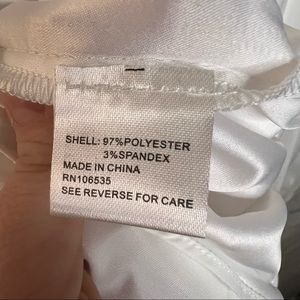 SHELL: 97%POLYESTER
3%SPANDEX
MADE IN CHINA
RN106535
SEE REVERSE FOR CARE